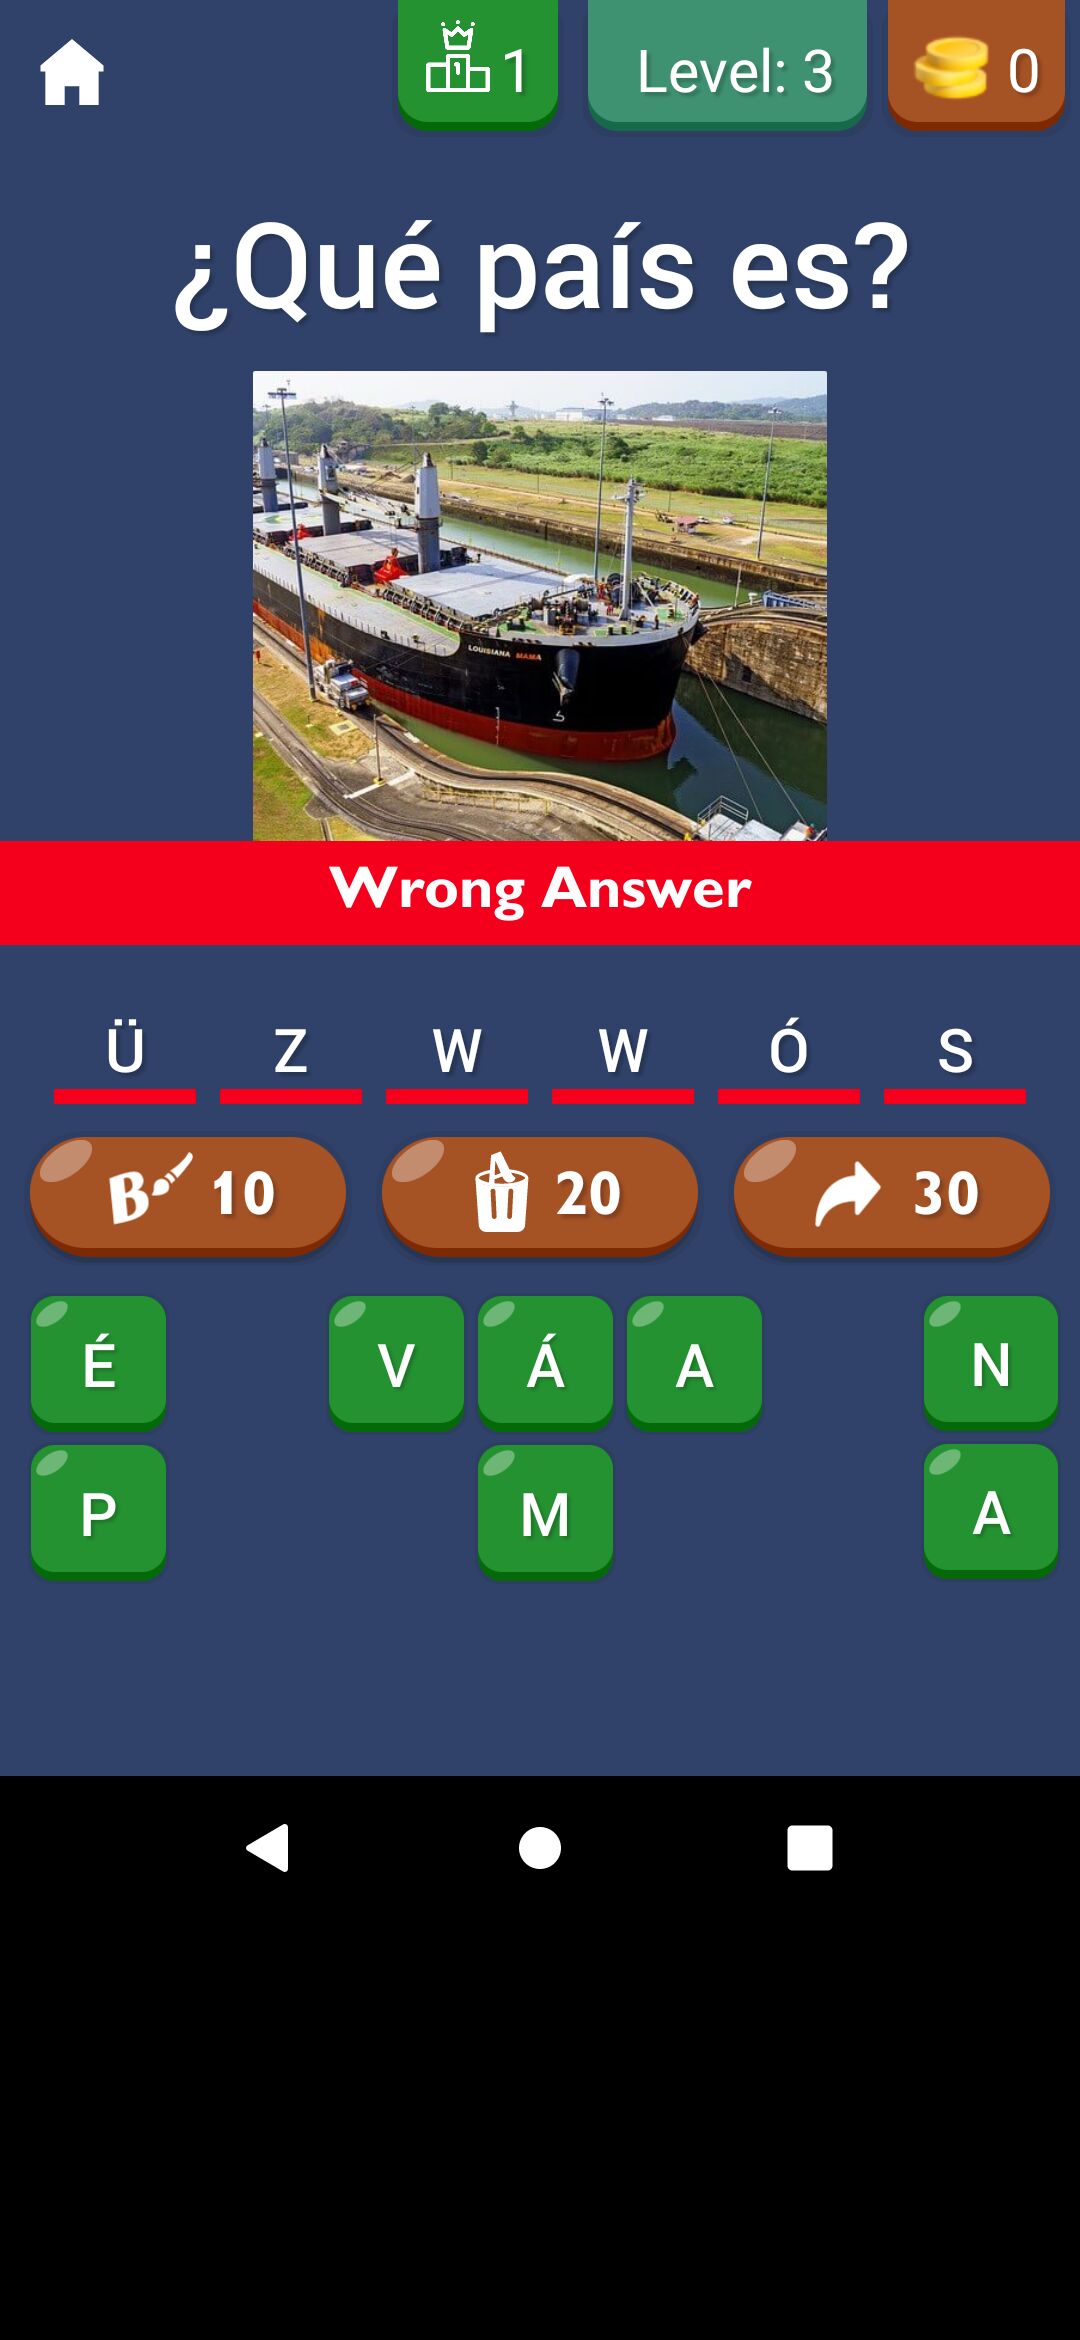 1 Level: 3 0
¿Qué país es?
LOUISIANA MAMA
Wrong Answer
Ü Z W W Ó S
B 10 20 30
É V Á A N
P M A